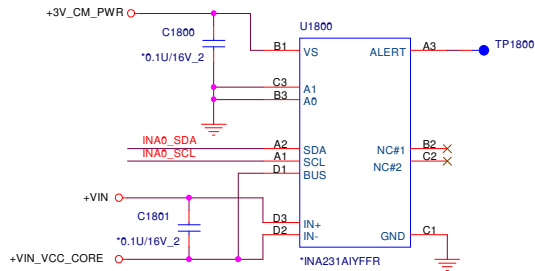 +3V_CM_PWR
C1800
*0.1U/16V_2
U1800
B1
VS
ALERT
A3
TP1800
C3
A1
B3
A0
INA0_SDA
A2
SDA
NC#1
B2
INA0_SCL
A1
SCL
NC#2
C2
D1
BUS
+VIN
C1801
*0.1U/16V_2
D3
IN+
D2
IN-
GND
C1
+VIN_VCC_CORE
*INA231AIYFFR